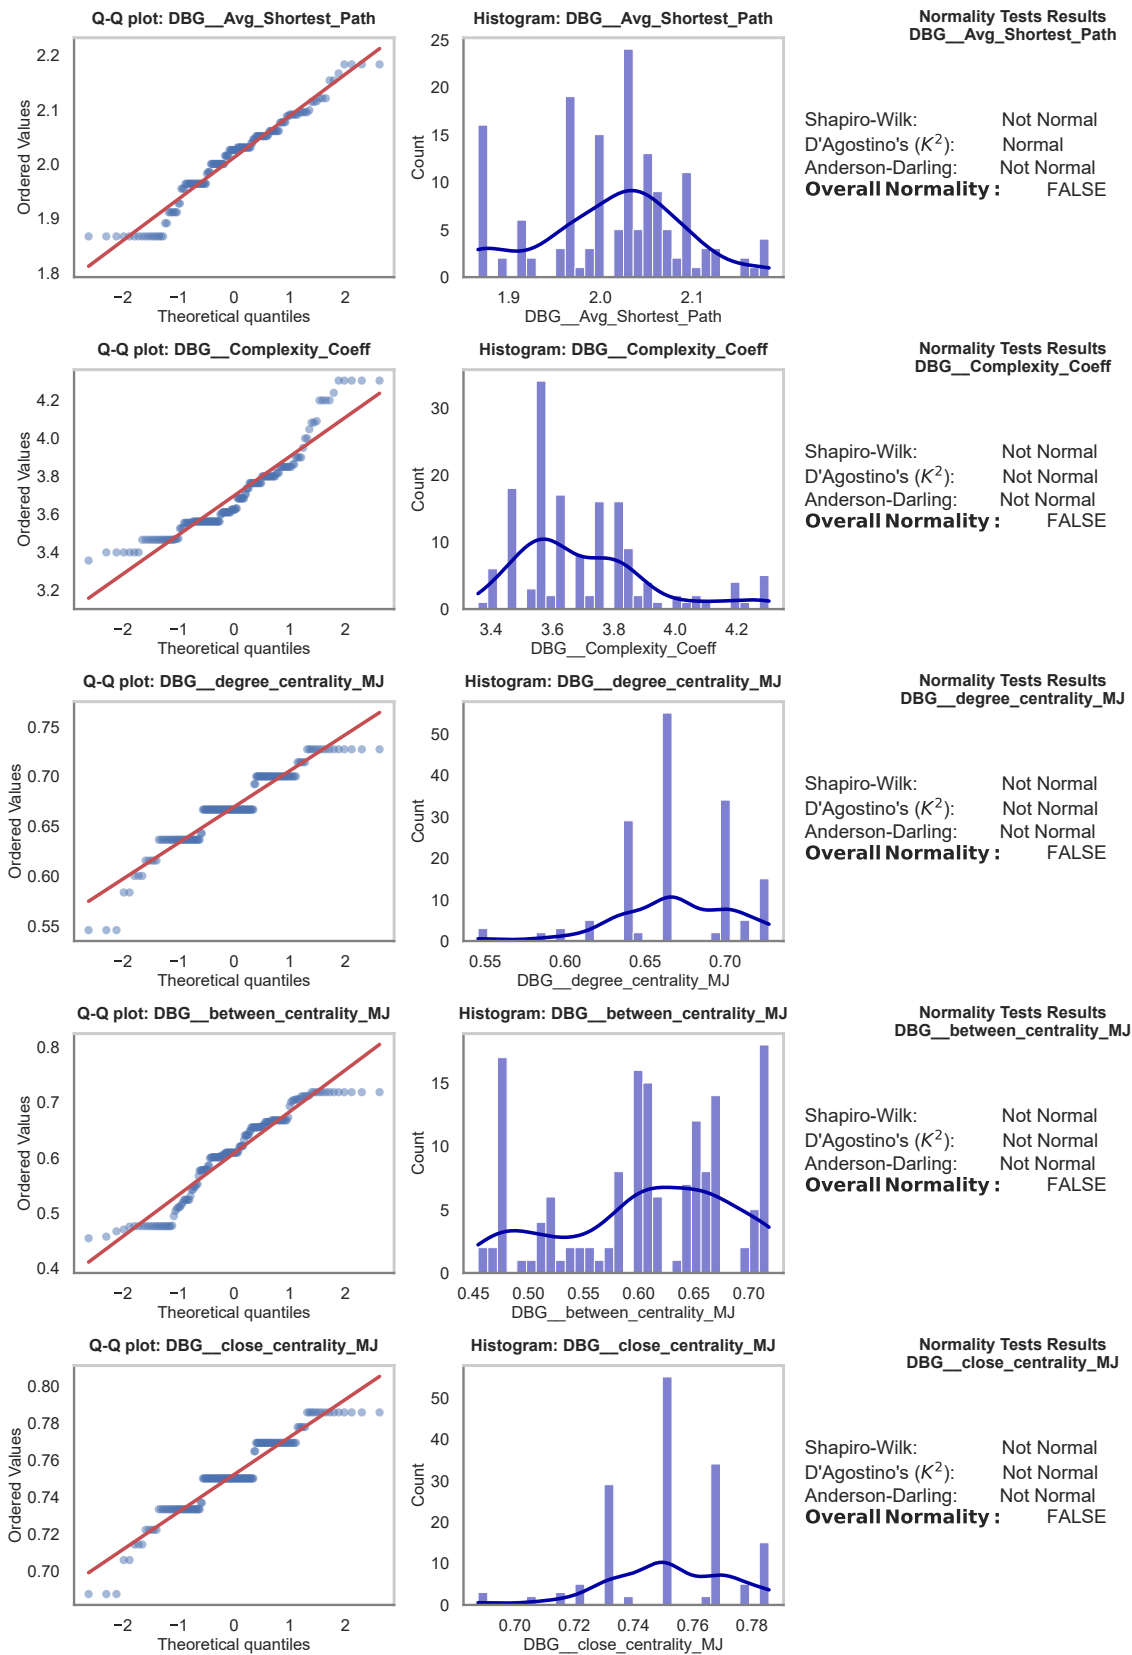 Q-Q plot: DBG__Avg_Shortest_Path
Ordered Values
2.2
2.1
2.0
1.9
1.8
−2 −1 0 1 2
Theoretical quantiles
Histogram: DBG__Avg_Shortest_Path
Count
25
20
15
10
5
0
1.9 2.0 2.1
DBG__Avg_Shortest_Path
Normality Tests Results
DBG__Avg_Shortest_Path
Shapiro-Wilk: Not Normal
D'Agostino's (K²): Normal
Anderson-Darling: Not Normal
Overall Normality: FALSE
Q-Q plot: DBG__Complexity_Coeff
Ordered Values
4.2
4.0
3.8
3.6
3.4
3.2
−2 −1 0 1 2
Theoretical quantiles
Histogram: DBG__Complexity_Coeff
Count
30
20
10
0
3.4 3.6 3.8 4.0 4.2
DBG__Complexity_Coeff
Normality Tests Results
DBG__Complexity_Coeff
Shapiro-Wilk: Not Normal
D'Agostino's (K²): Not Normal
Anderson-Darling: Not Normal
Overall Normality: FALSE
Q-Q plot: DBG__degree_centrality_MJ
Ordered Values
0.75
0.70
0.65
0.60
0.55
−2 −1 0 1 2
Theoretical quantiles
Histogram: DBG__degree_centrality_MJ
Count
50
40
30
20
10
0
0.55 0.60 0.65 0.70
DBG__degree_centrality_MJ
Normality Tests Results
DBG__degree_centrality_MJ
Shapiro-Wilk: Not Normal
D'Agostino's (K²): Not Normal
Anderson-Darling: Not Normal
Overall Normality: FALSE
Q-Q plot: DBG__between_centrality_MJ
Ordered Values
0.8
0.7
0.6
0.5
0.4
−2 −1 0 1 2
Theoretical quantiles
Histogram: DBG__between_centrality_MJ
Count
15
10
5
0
0.45 0.50 0.55 0.60 0.65 0.70
DBG__between_centrality_MJ
Normality Tests Results
DBG__between_centrality_MJ
Shapiro-Wilk: Not Normal
D'Agostino's (K²): Not Normal
Anderson-Darling: Not Normal
Overall Normality: FALSE
Q-Q plot: DBG__close_centrality_MJ
Ordered Values
0.80
0.78
0.76
0.74
0.72
0.70
−2 −1 0 1 2
Theoretical quantiles
Histogram: DBG__close_centrality_MJ
Count
50
40
30
20
10
0
0.70 0.72 0.74 0.76 0.78
DBG__close_centrality_MJ
Normality Tests Results
DBG__close_centrality_MJ
Shapiro-Wilk: Not Normal
D'Agostino's (K²): Not Normal
Anderson-Darling: Not Normal
Overall Normality: FALSE